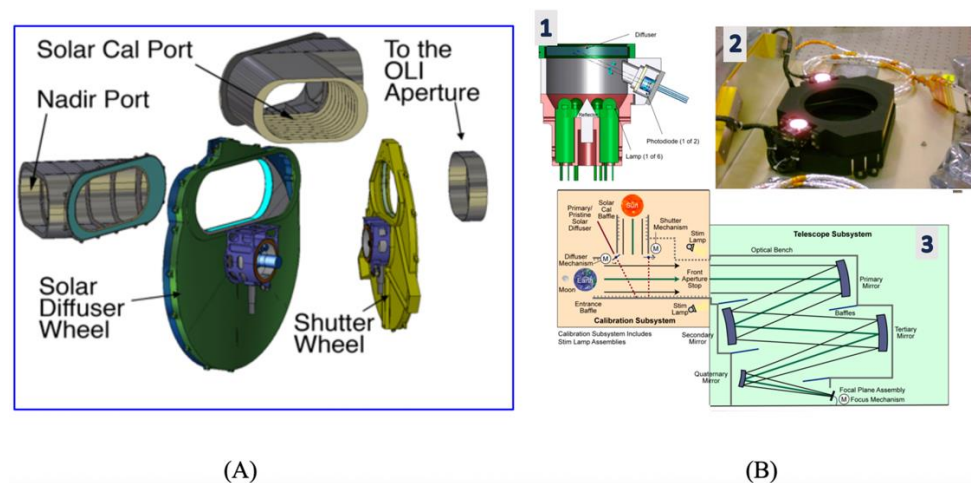 Solar Cal Port
To the
OLI
Aperture
Nadir Port
Solar
Diffuser
Wheel
Shutter
Wheel
(A)
1
Diffuser
Reflector
Photodiode (1 of 2)
Lamp (1 of 6)
2
Primary/
Pristine
Solar
Diffuser
Solar
Cal
Baffle
SUN
Shutter
Mechanism
Stim
Lamp
M
Diffuser
Mechanism
M
Earth
Moon
Front
Aperture
Stop
Entrance
Baffle
Stim
Lamp
Calibration Subsystem
Calibration Subsystem Includes
Stim Lamp Assemblies
3
Telescope Subsystem
Optical Bench
Primary
Mirror
Baffles
Secondary
Mirror
Tertiary
Mirror
Quaternary
Mirror
Focal Plane Assembly
M Focus Mechanism
(B)